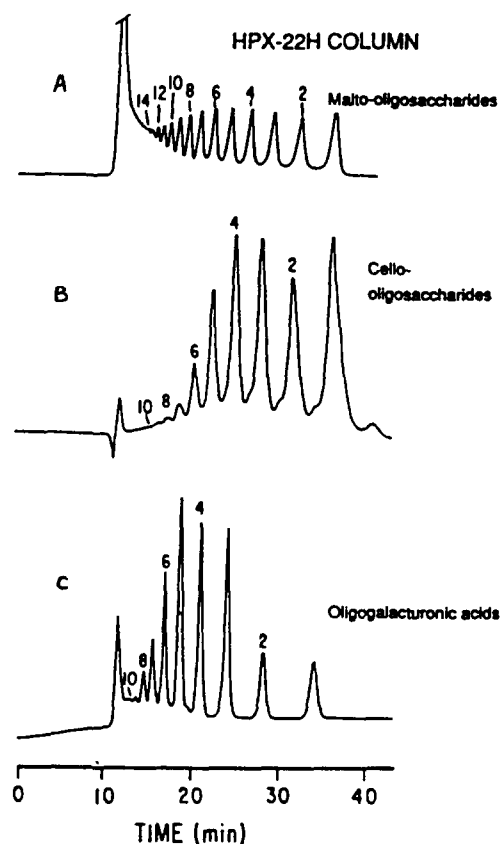 HPX-22H COLUMN
A
14
12
10
8
6
4
2
Malto-oligosaccharides
B
10
8
6
4
2
Cello-
oligosaccharides
C
10
8
6
4
2
Oligogalacturonic acids
0 10 20 30 40
TIME (min)